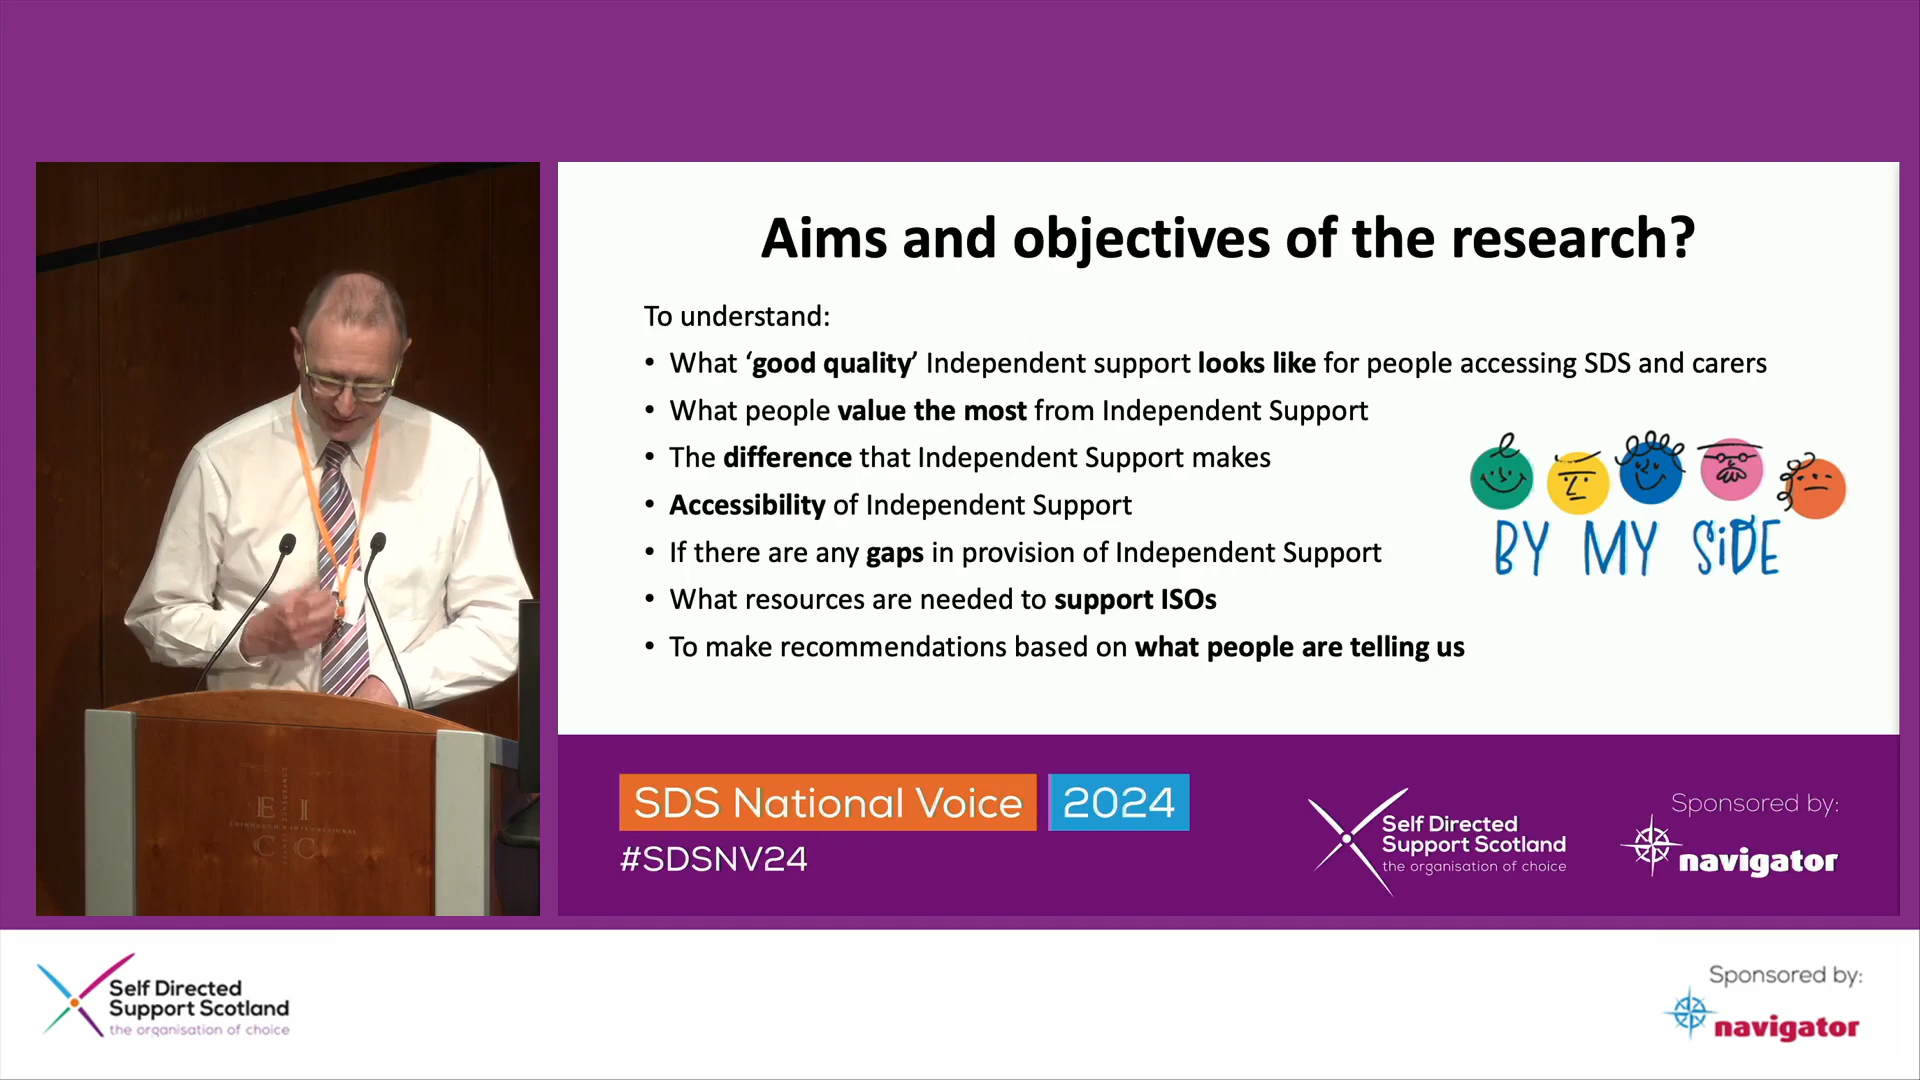 Aims and objectives of the research?
To understand:
• What ‘good quality’ Independent support looks like for people accessing SDS and carers
• What people value the most from Independent Support
• The difference that Independent Support makes
• Accessibility of Independent Support
• If there are any gaps in provision of Independent Support
• What resources are needed to support ISOs
• To make recommendations based on what people are telling us
BY MY SiDE
SDS National Voice 2024
#SDSNV24
Self Directed
Support Scotland
the organisation of choice
Sponsored by:
navigator
E I
EDINBURGH INTERNATIONAL
C C
Self Directed
Support Scotland
the organisation of choice
Sponsored by:
navigator